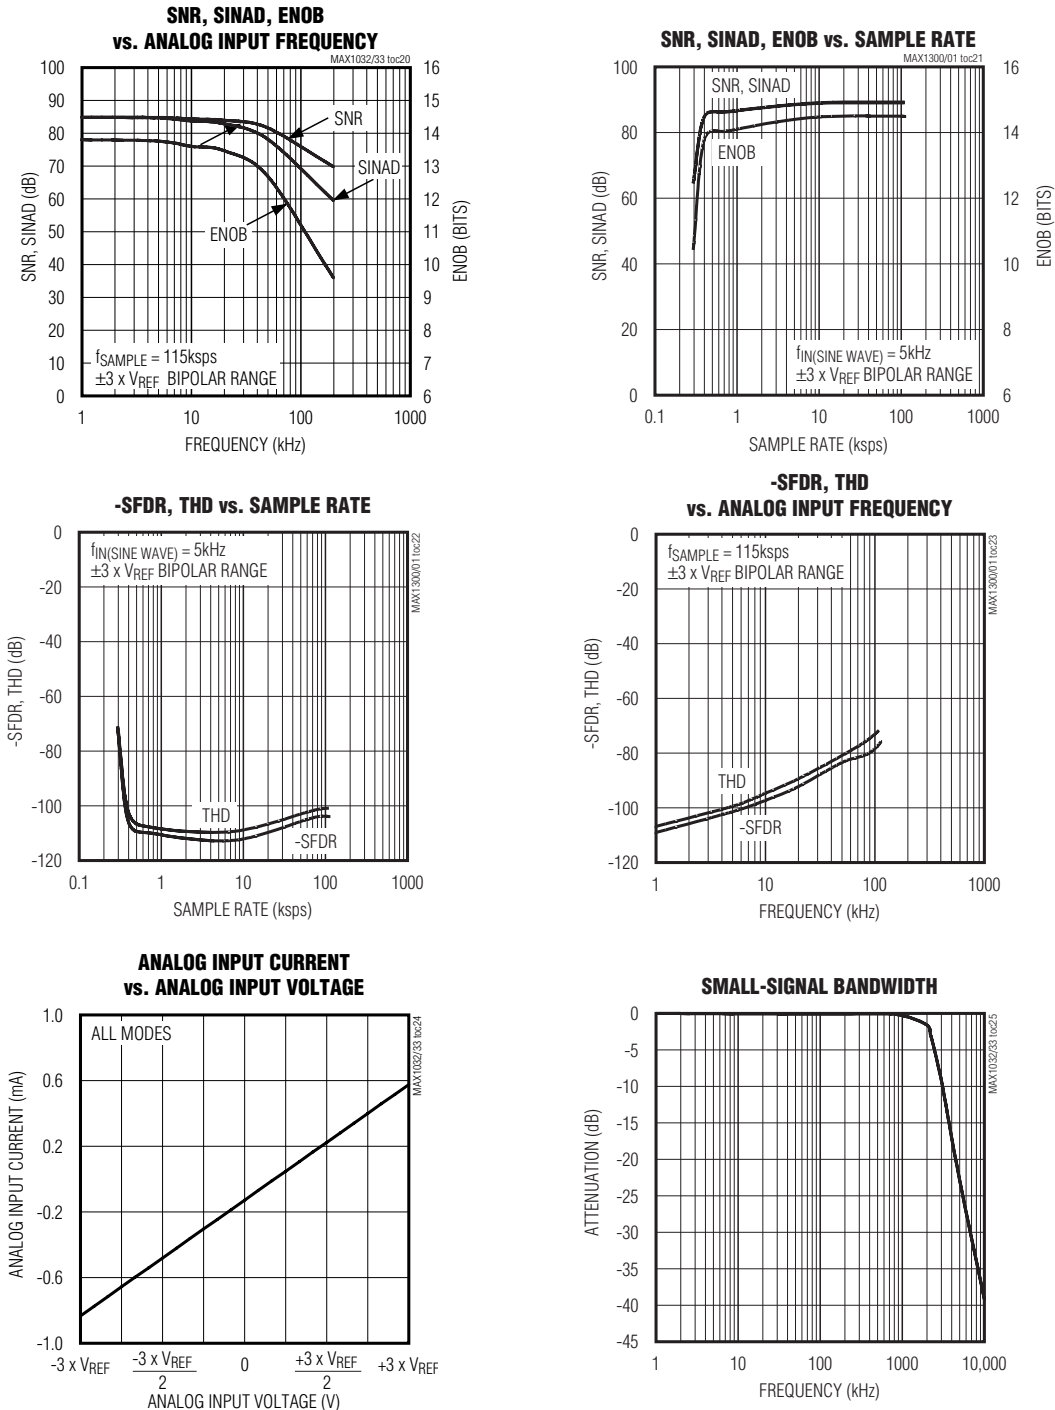 SNR, SINAD, ENOB
vs. ANALOG INPUT FREQUENCY
MAX1032/33 toc20
100
90
80
70
60
50
40
30
20
10
0
SNR, SINAD (dB)
16
15
14
13
12
11
10
9
8
7
6
ENOB (BITS)
SNR
SINAD
ENOB
fSAMPLE = 115ksps
±3 x VREF BIPOLAR RANGE
1 10 100 1000
FREQUENCY (kHz)
SNR, SINAD, ENOB vs. SAMPLE RATE
MAX1300/01 toc21
100
80
60
40
20
0
SNR, SINAD (dB)
16
14
12
10
8
6
ENOB (BITS)
SNR, SINAD
ENOB
fIN(SINE WAVE) = 5kHz
±3 x VREF BIPOLAR RANGE
0.1 1 10 100 1000
SAMPLE RATE (ksps)
-SFDR, THD vs. SAMPLE RATE
MAX1300/01 toc22
0
-20
-40
-60
-80
-100
-120
-SFDR, THD (dB)
fIN(SINE WAVE) = 5kHz
±3 x VREF BIPOLAR RANGE
THD
-SFDR
0.1 1 10 100 1000
SAMPLE RATE (ksps)
-SFDR, THD
vs. ANALOG INPUT FREQUENCY
MAX1300/01 toc23
0
-20
-40
-60
-80
-100
-120
-SFDR, THD (dB)
fSAMPLE = 115ksps
±3 x VREF BIPOLAR RANGE
THD
-SFDR
1 10 100 1000
FREQUENCY (kHz)
ANALOG INPUT CURRENT
vs. ANALOG INPUT VOLTAGE
MAX1032/33 toc24
1.0
0.6
0.2
-0.2
-0.6
-1.0
ANALOG INPUT CURRENT (mA)
ALL MODES
-3 x VREF -3 x VREF 0 +3 x VREF +3 x VREF
2 2
ANALOG INPUT VOLTAGE (V)
SMALL-SIGNAL BANDWIDTH
MAX1032/33 toc25
0
-5
-10
-15
-20
-25
-30
-35
-40
-45
ATTENUATION (dB)
1 10 100 1000 10,000
FREQUENCY (kHz)